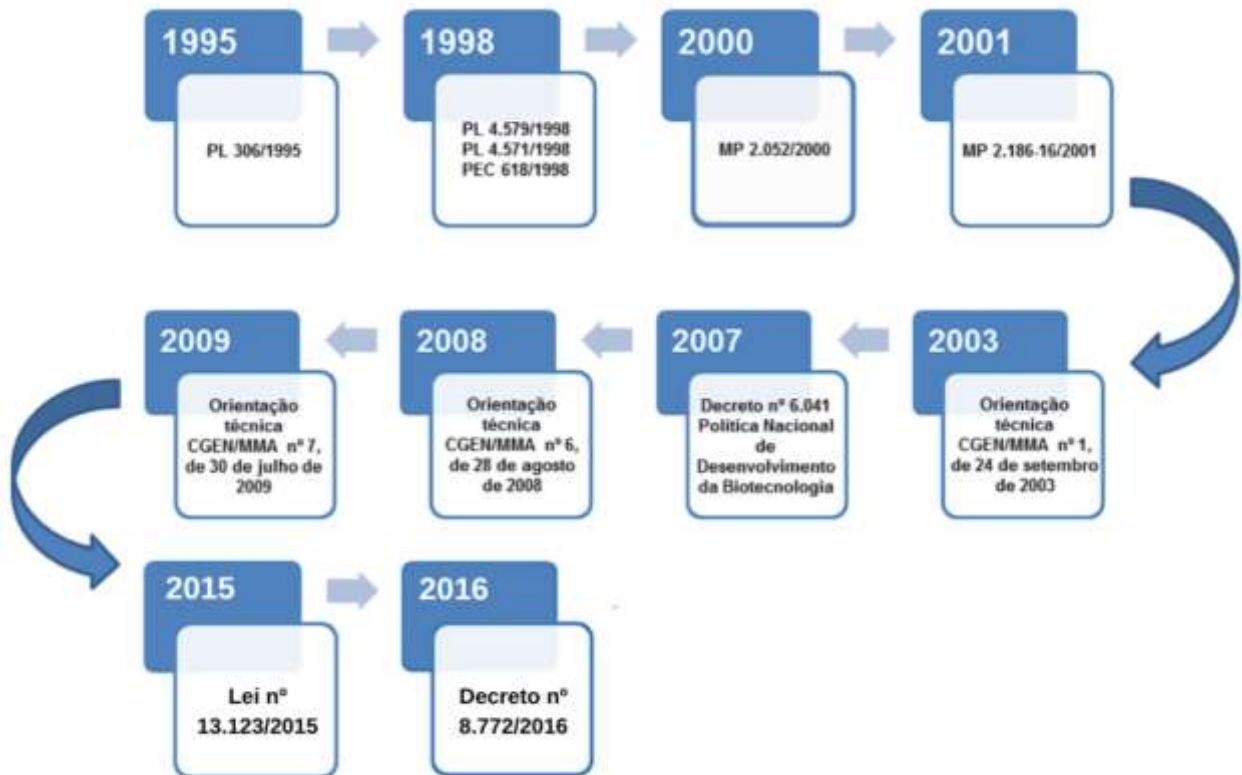 1995
PL 306/1995
1998
PL 4.579/1998
PL 4.571/1998
PEC 618/1998
2000
MP 2.052/2000
2001
MP 2.186-16/2001
2003
Orientação
técnica
CGEN/MMA nº 1,
de 24 de setembro
de 2003
2007
Decreto nº 6.041
Política Nacional
de
Desenvolvimento
da Biotecnologia
2008
Orientação
técnica
CGEN/MMA nº 6,
de 28 de agosto
de 2008
2009
Orientação
técnica
CGEN/MMA nº 7,
de 30 de julho de
2009
2015
Lei nº
13.123/2015
2016
Decreto nº
8.772/2016